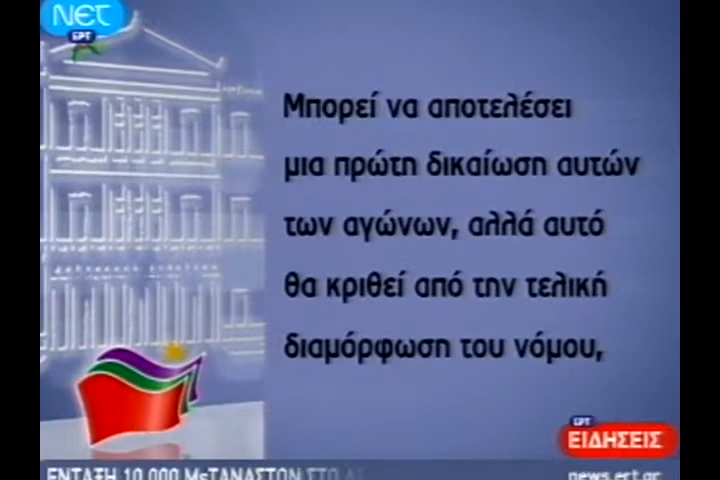 NET
ΕΡΤ
Μπορεί να αποτελέσει
μια πρώτη δικαίωση αυτών
των αγώνων, αλλά αυτό
θα κριθεί από την τελική
διαμόρφωση του νόμου,
ΕΡΤ
ΕΙΔΗΣΕΙΣ
ΕΝΤΑΞΗ 10.000 ΜεΤΑΝΑΣΤΩΝ ΣΤΟ
news.ert.gr